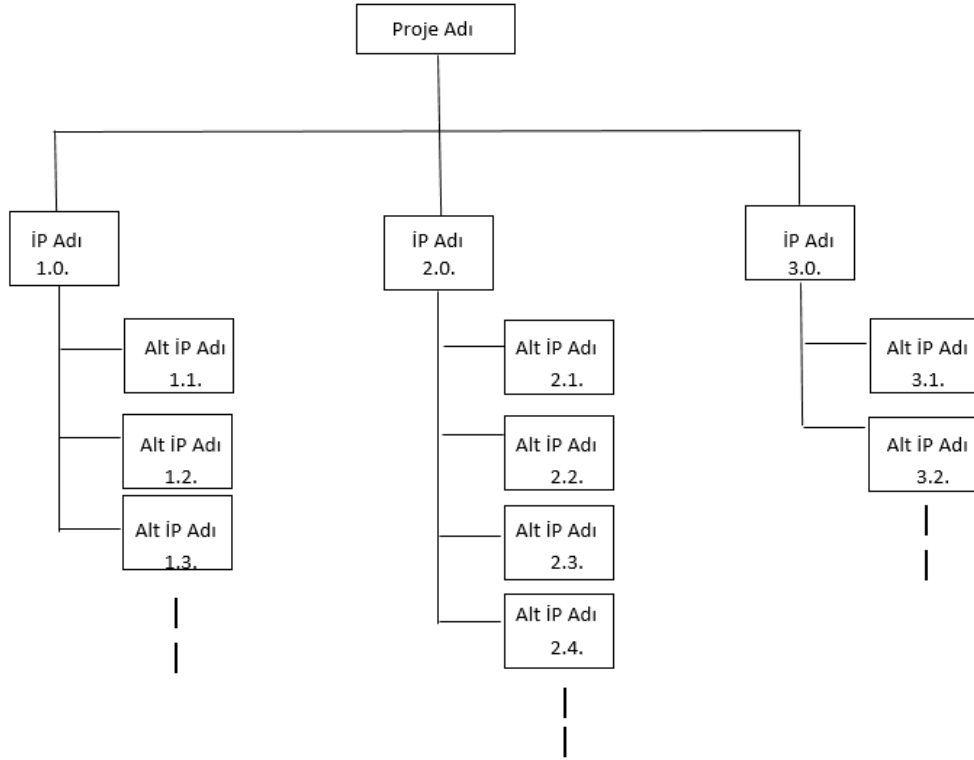 Proje Adı
İP Adı
1.0.
İP Adı
2.0.
İP Adı
3.0.
Alt İP Adı
1.1.
Alt İP Adı
1.2.
Alt İP Adı
1.3.
Alt İP Adı
2.1.
Alt İP Adı
2.2.
Alt İP Adı
2.3.
Alt İP Adı
2.4.
Alt İP Adı
3.1.
Alt İP Adı
3.2.